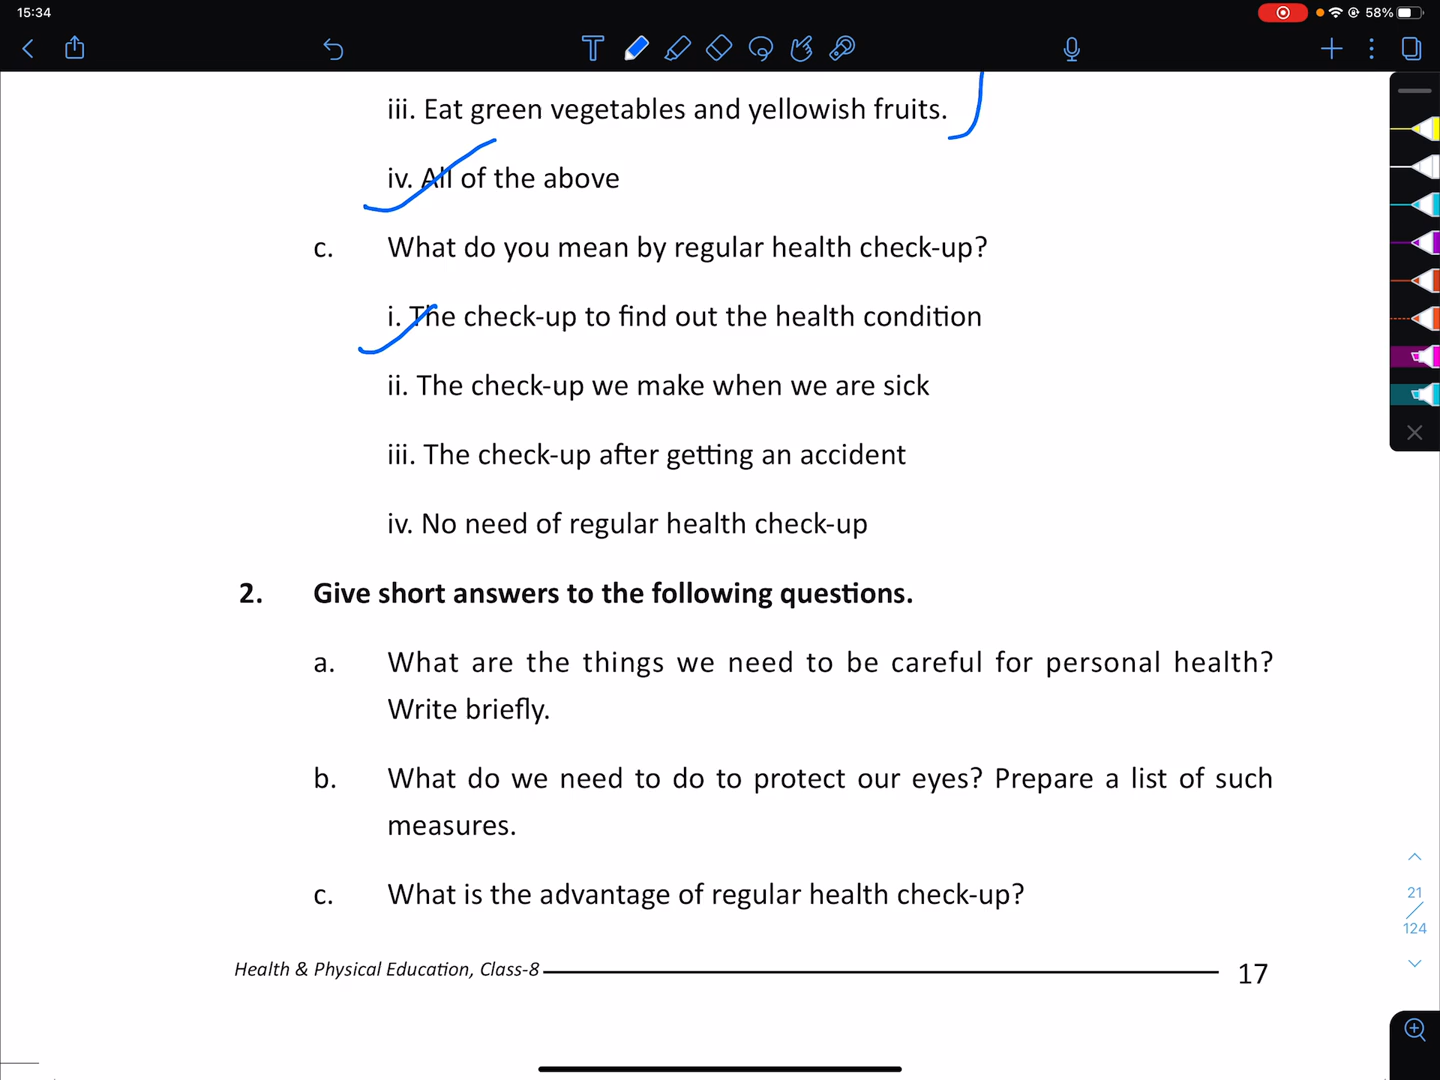 15:34
58%
iii. Eat green vegetables and yellowish fruits.
iv. All of the above
c. What do you mean by regular health check-up?
i. The check-up to find out the health condition
ii. The check-up we make when we are sick
iii. The check-up after getting an accident
iv. No need of regular health check-up
2. Give short answers to the following questions.
a. What are the things we need to be careful for personal health?
Write briefly.
b. What do we need to do to protect our eyes? Prepare a list of such
measures.
c. What is the advantage of regular health check-up?
21
124
Health & Physical Education, Class-8 17